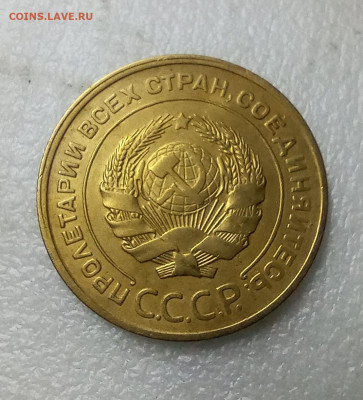 COINS.LAVE.RU
ПРОЛЕТАРИИ ВСЕХ СТРАН, СОЕДИНЯЙТЕСЬ!
С.С.С.Р.